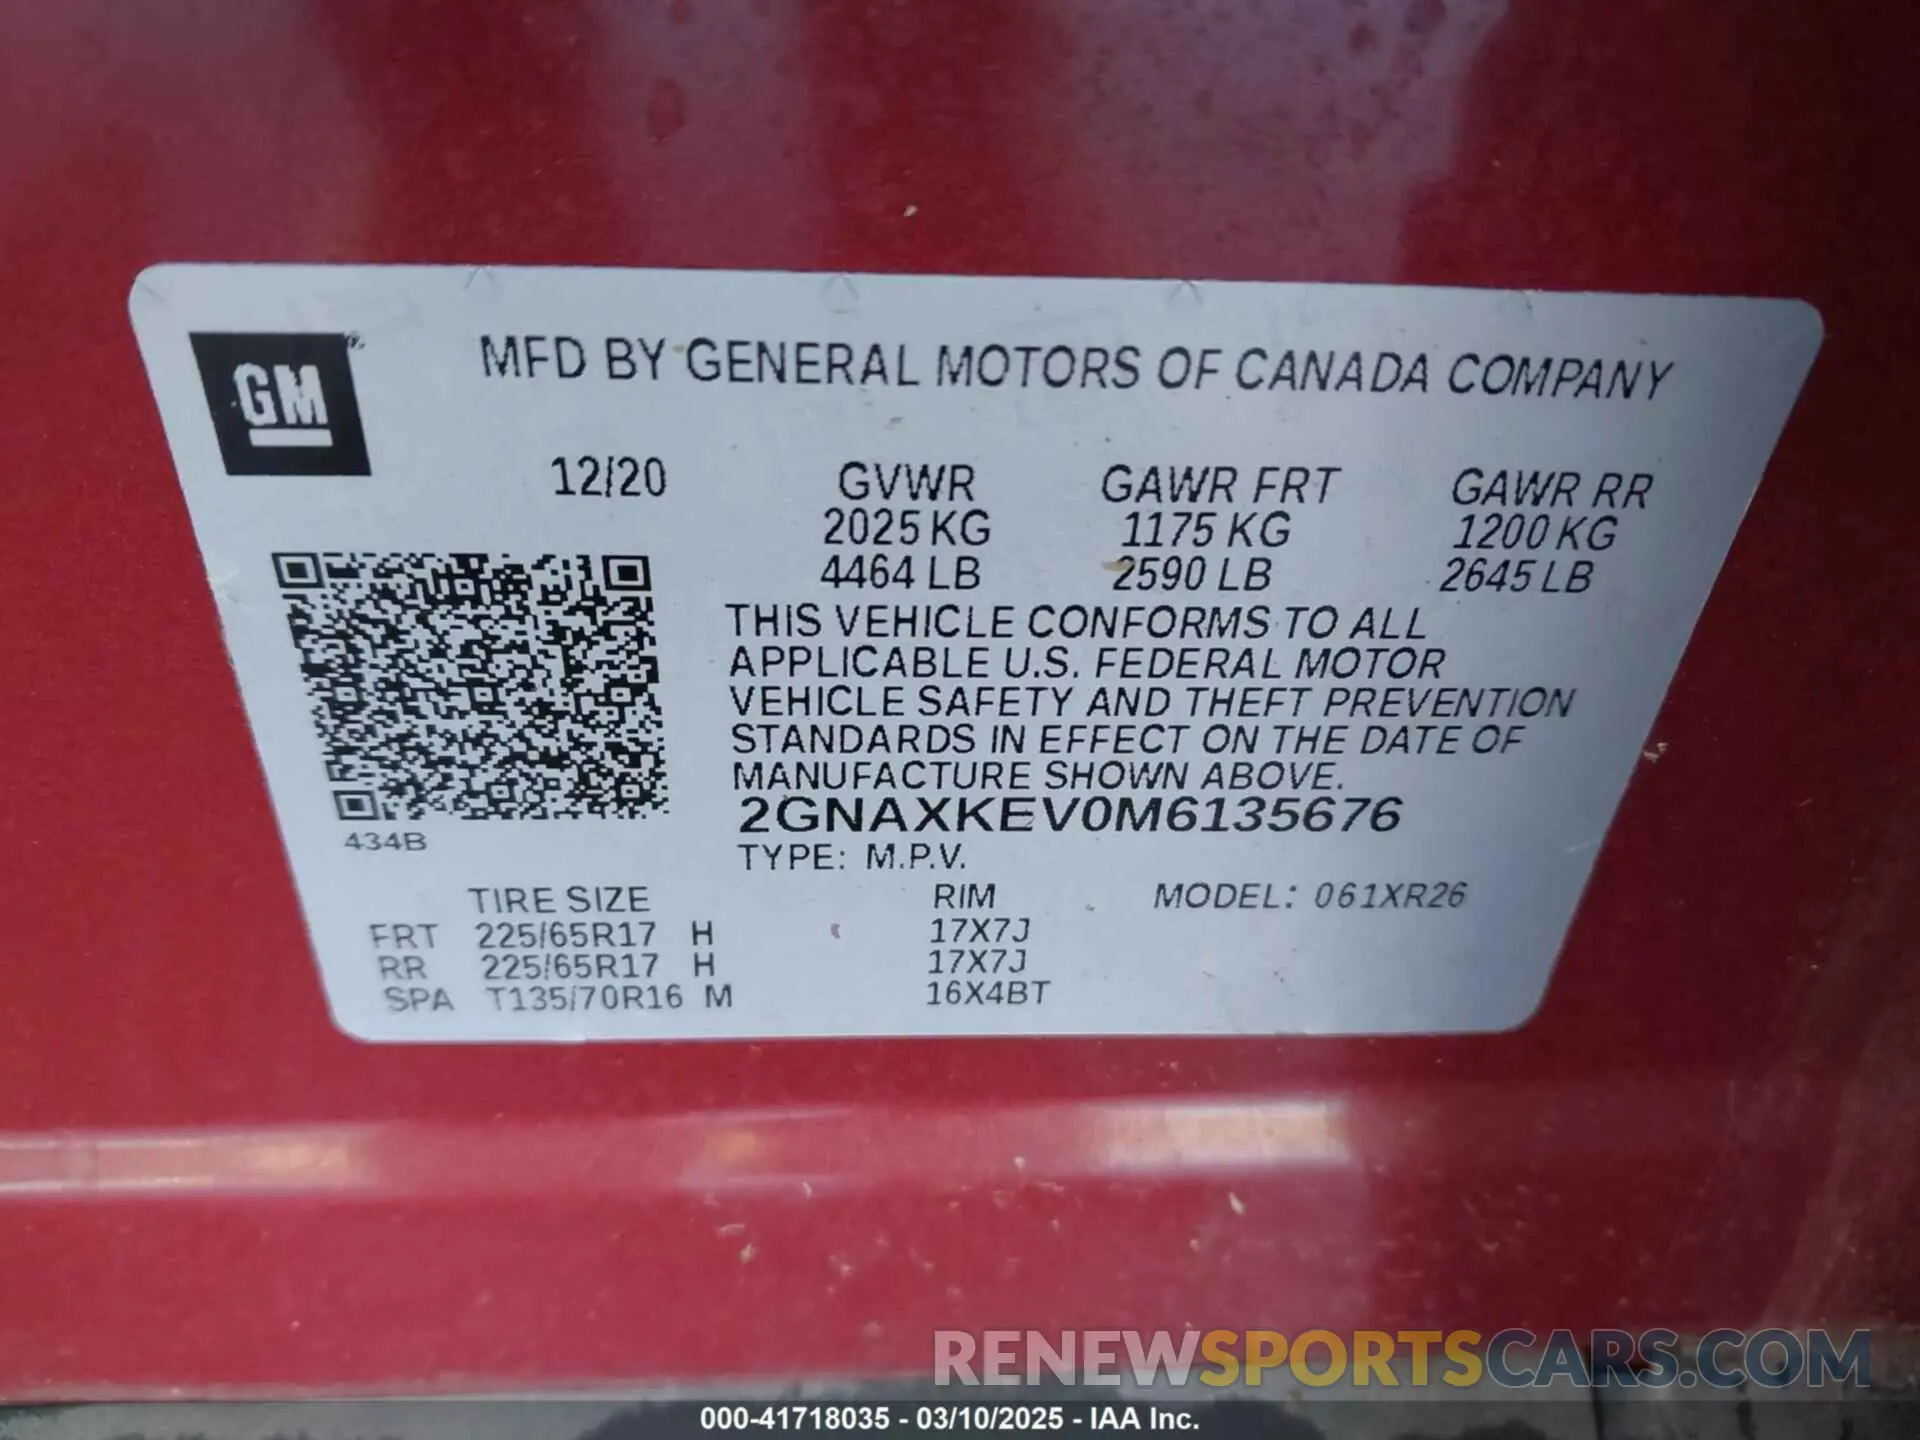 GM
MFD BY GENERAL MOTORS OF CANADA COMPANY
12/20 GVWR GAWR FRT GAWR RR
2025 KG 1175 KG 1200 KG
4464 LB 2590 LB 2645 LB
THIS VEHICLE CONFORMS TO ALL
APPLICABLE U.S. FEDERAL MOTOR
VEHICLE SAFETY AND THEFT PREVENTION
STANDARDS IN EFFECT ON THE DATE OF
MANUFACTURE SHOWN ABOVE.
2GNAXKEV0M6135676
434B
TYPE: M.P.V.
TIRE SIZE RIM MODEL: 061XR26
FRT 225/65R17 H 17X7J
RR 225/65R17 H 17X7J
SPA T135/70R16 M 16X4BT
RENEWSPORTSCARS.COM
000-41718035 - 03/10/2025 - IAA Inc.